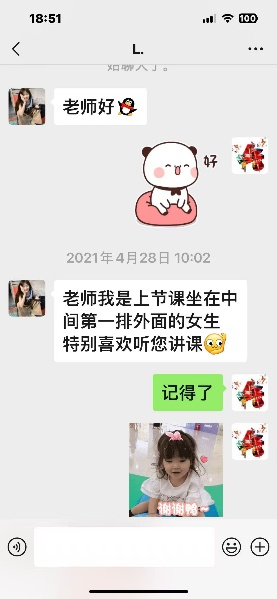 18:51
100
L.
老师好
好
2021年4月28日 10:02
老师我是上节课坐在中
间第一排外面的女生
特别喜欢听您讲课
记得了
谢谢鸭~